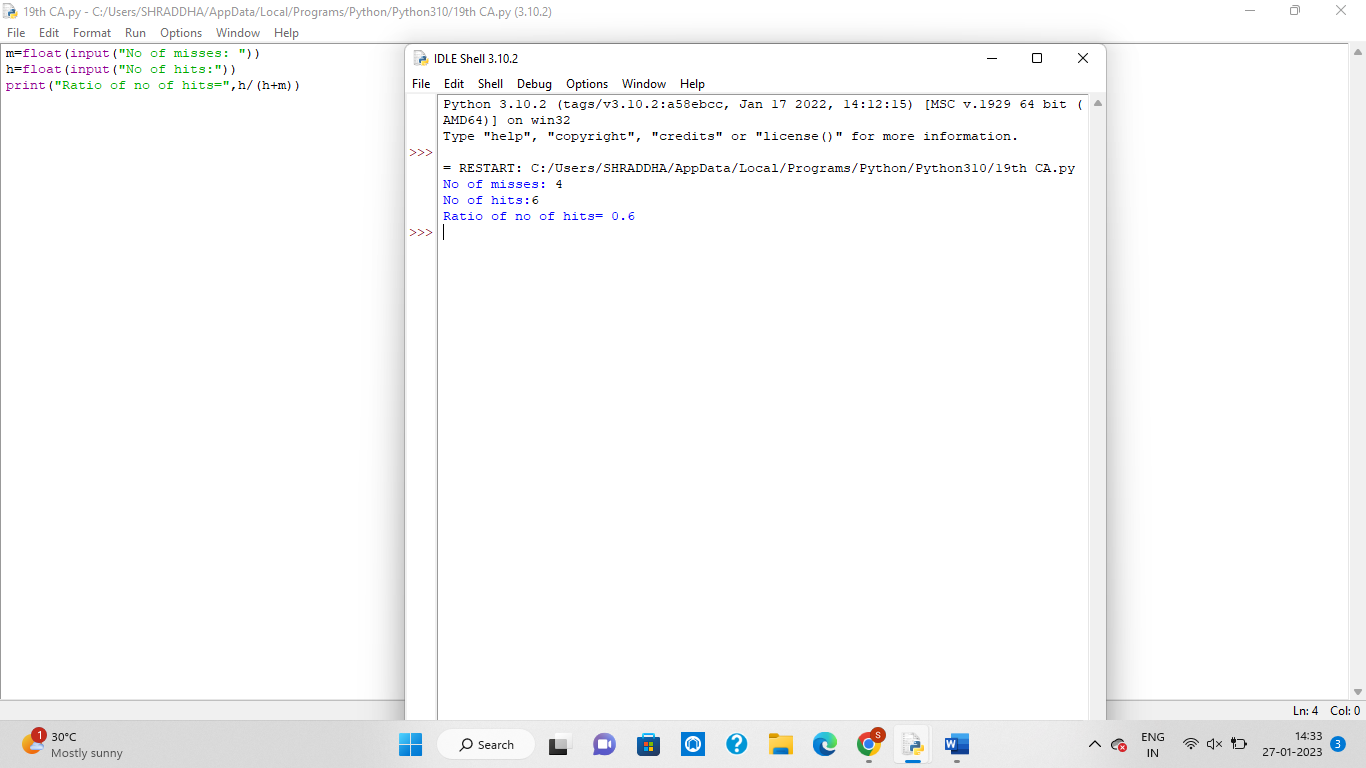 19th CA.py - C:/Users/SHRADDHA/AppData/Local/Programs/Python/Python310/19th CA.py (3.10.2)
File Edit Format Run Options Window Help
m=float(input("No of misses: "))
h=float(input("No of hits:"))
print("Ratio of no of hits=",h/(h+m))
IDLE Shell 3.10.2
File Edit Shell Debug Options Window Help
Python 3.10.2 (tags/v3.10.2:a58ebcc, Jan 17 2022, 14:12:15) [MSC v.1929 64 bit (
AMD64)] on win32
Type "help", "copyright", "credits" or "license()" for more information.
>>>
= RESTART: C:/Users/SHRADDHA/AppData/Local/Programs/Python/Python310/19th CA.py
No of misses: 4
No of hits:6
Ratio of no of hits= 0.6
>>>
Ln: 4 Col: 0
1
30°C
Mostly sunny
Search
S
W
ENG
IN
14:33
27-01-2023
3